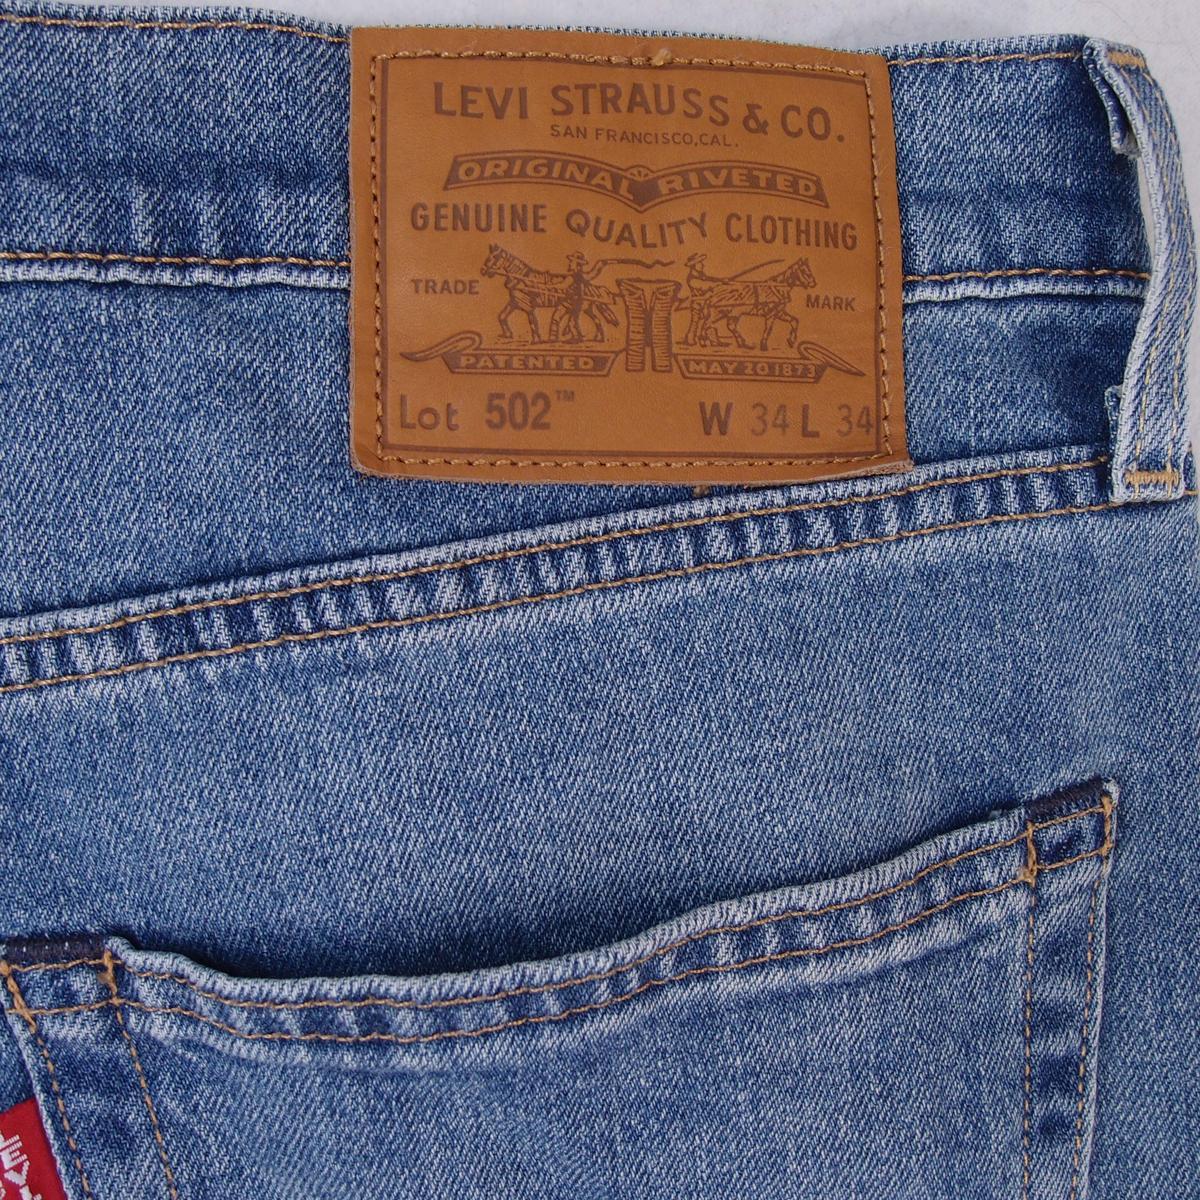 LEVI STRAUSS & CO.
SAN FRANCISCO, CAL.
ORIGINAL RIVETED
GENUINE QUALITY CLOTHING
TRADE MARK
PATENTED MAY 20 1873
Lot 502™ W 34 L 34